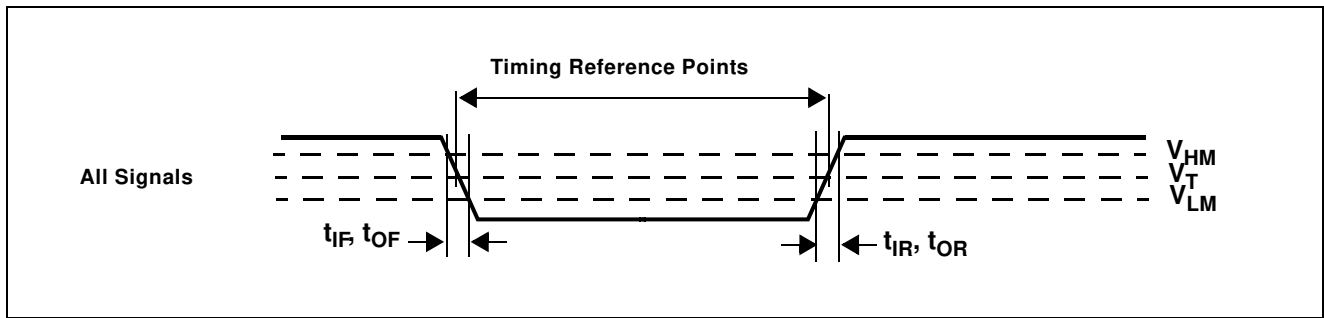 Timing Reference Points
All Signals
V_HM
V_T
V_LM
t_IF, t_OF
t_IR, t_OR